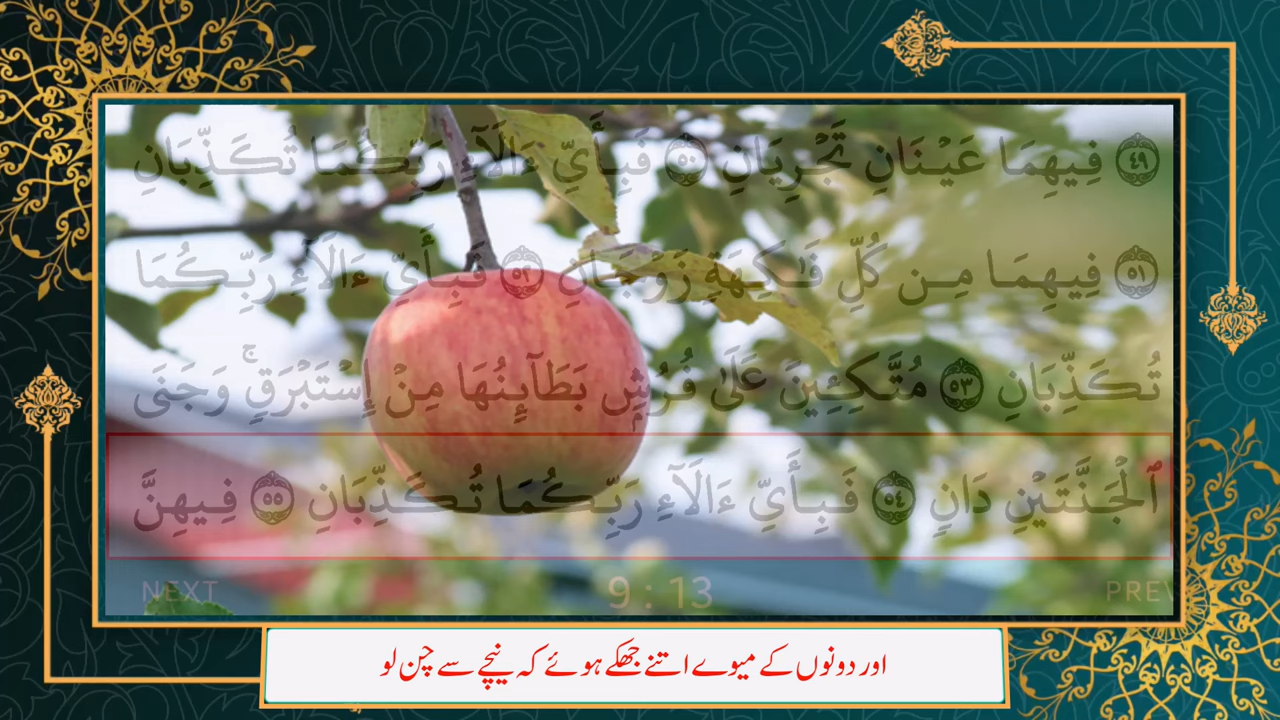 ۝٤٩ فِيهِمَا عَيْنَانِ تَجْرِيَانِ ۝٥٠ فَبِأَيِّ ءَالَآءِ رَبِّكُمَا تُكَذِّبَانِ
۝٥١ فِيهِمَا مِن كُلِّ فَٰكِهَةٍ زَوْجَانِ ۝٥٢ فَبِأَيِّ ءَالَآءِ رَبِّكُمَا
تُكَذِّبَانِ ۝٥٣ مُتَّكِـِٔينَ عَلَىٰ فُرُشٍۭ بَطَآئِنُهَا مِنْ إِسْتَبْرَقٍۚ وَجَنَى
ٱلْجَنَّتَيْنِ دَانٍ ۝٥٤ فَبِأَيِّ ءَالَآءِ رَبِّكُمَا تُكَذِّبَانِ ۝٥٥ فِيهِنَّ
NEXT 9 : 13 PREV
اور دونوں کے میوے اتنے جھکے ہوئے کہ نیچے سے چن لو